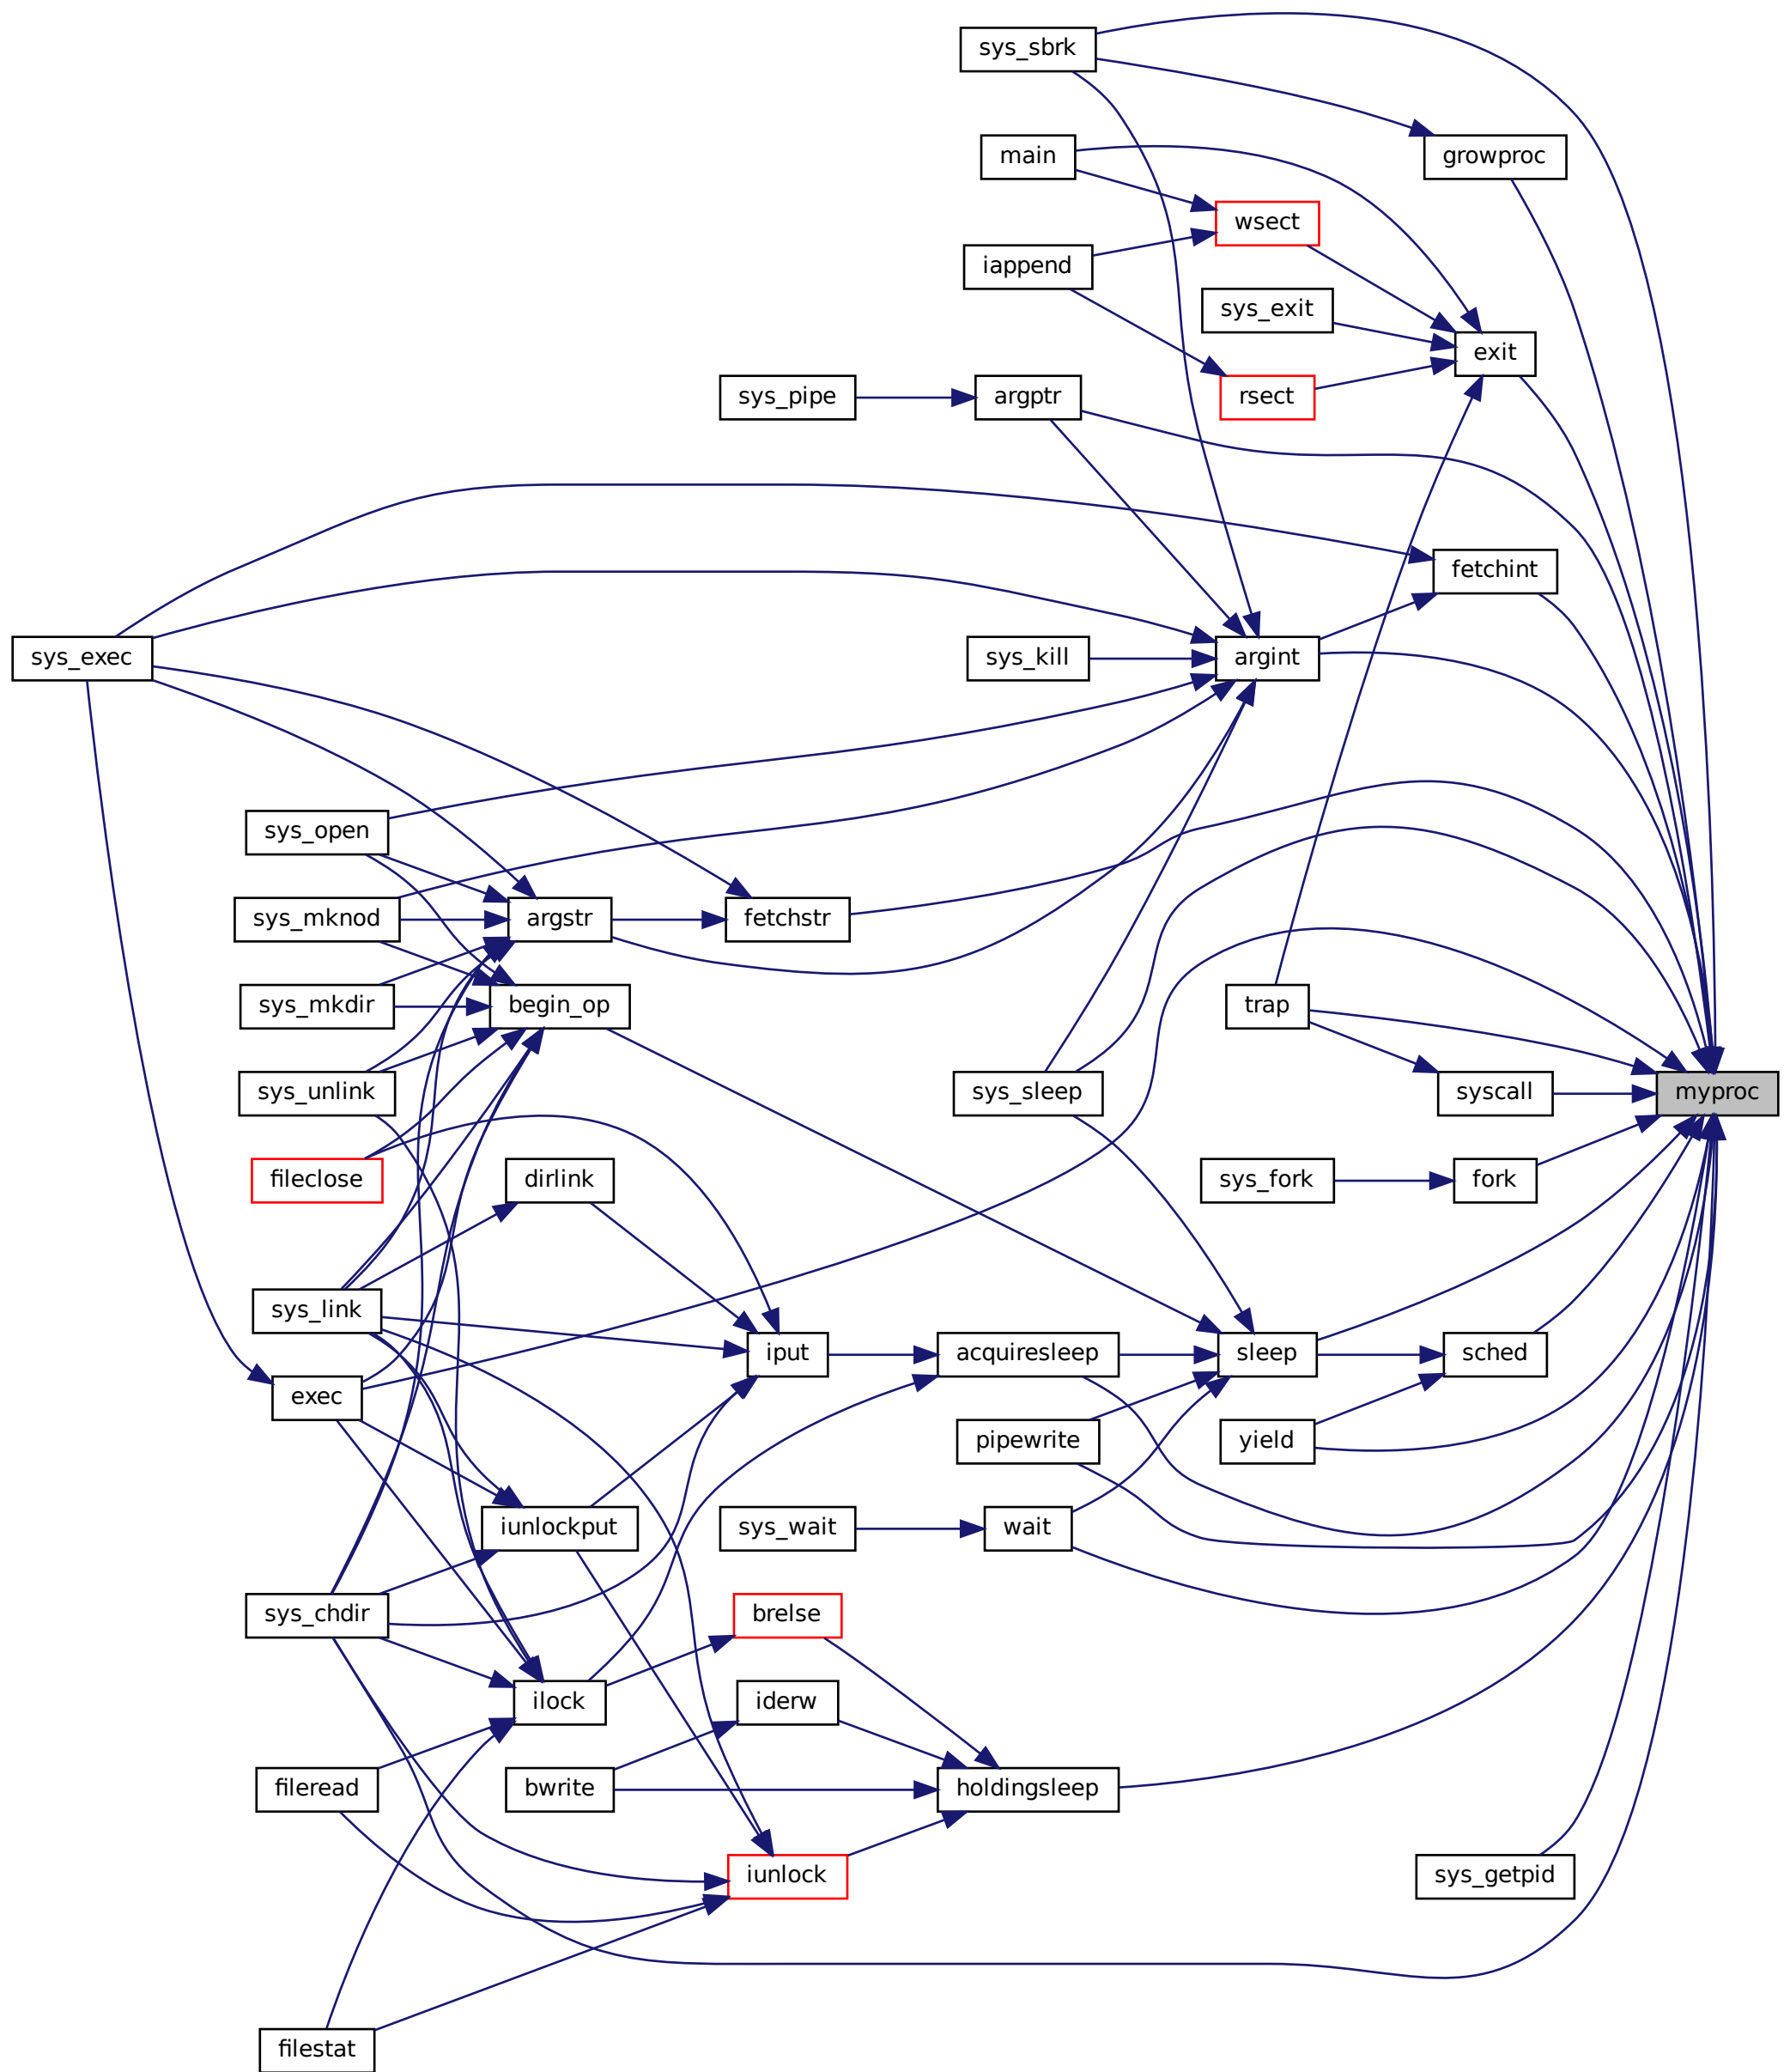 sys_sbrk
main
growproc
wsect
iappend
sys_exit
exit
sys_pipe
argptr
rsect
fetchint
sys_exec
sys_kill
argint
sys_open
sys_mknod
argstr
fetchstr
sys_mkdir
begin_op
trap
sys_unlink
sys_sleep
syscall
myproc
fileclose
dirlink
sys_fork
fork
sys_link
iput
acquiresleep
sleep
sched
exec
pipewrite
yield
iunlockput
sys_wait
wait
sys_chdir
brelse
ilock
iderw
fileread
bwrite
holdingsleep
iunlock
sys_getpid
filestat